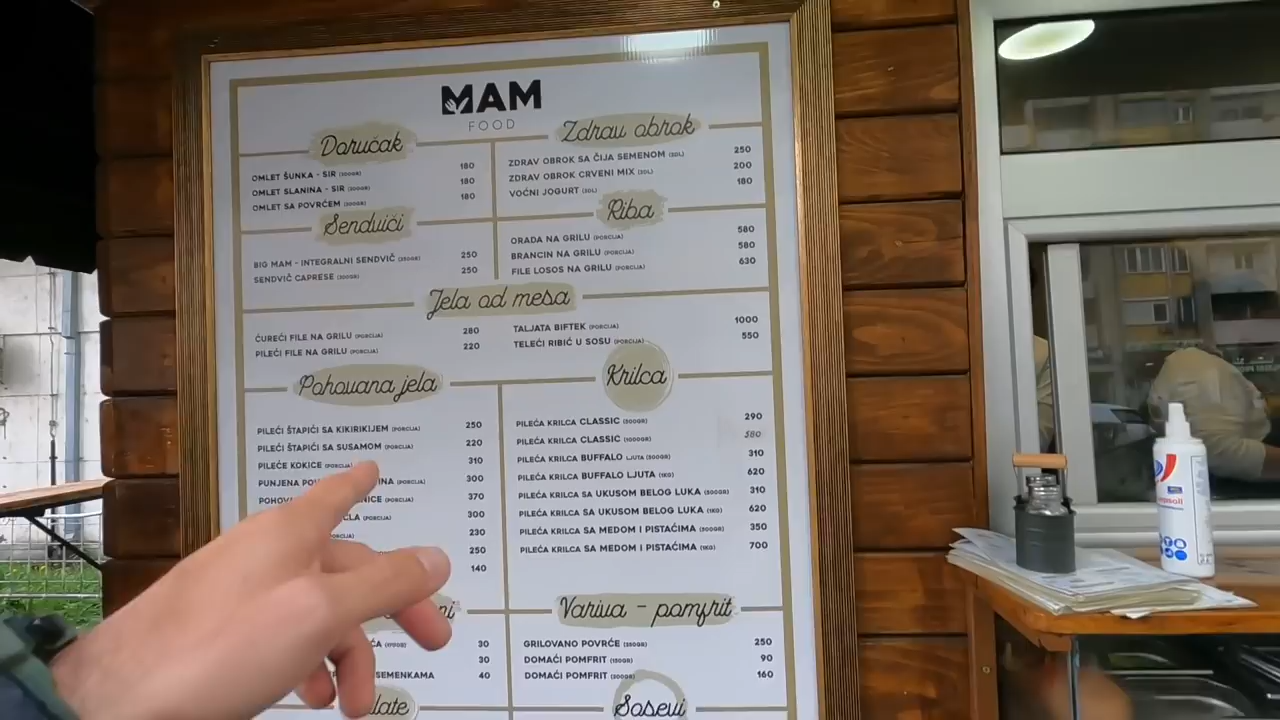 MAM
FOOD
Doručak
OMLET ŠUNKA - SIR (300GR) 180
OMLET SLANINA - SIR (300GR) 180
OMLET SA POVRĆEM (300GR) 180
Zdrav obrok
ZDRAV OBROK SA ČIJA SEMENOM 250
ZDRAV OBROK CRVENI MIX 200
VOĆNI JOGURT 180
Sendviči
BIG MAM - INTEGRALNI SENDVIČ 250
SENDVIČ CAPRESE (300GR) 250
Riba
ORADA NA GRILU (PORCIJA) 580
BRANCIN NA GRILU (PORCIJA) 580
FILE LOSOS NA GRILU (PORCIJA) 630
Jela od mesa
ĆUREĆI FILE NA GRILU (PORCIJA) 280
PILEĆI FILE NA GRILU (PORCIJA) 220
TALJATA BIFTEK (PORCIJA) 1000
TELEĆI RIBIĆ U SOSU (PORCIJA) 550
Pohovana jela
PILEĆI ŠTAPIĆI SA KIKIRIKIJEM (PORCIJA) 250
PILEĆI ŠTAPIĆI SA SUSAMOM (PORCIJA) 220
PILEĆE KOKICE (PORCIJA) 310
PUNJENA (PORCIJA) 300
(PORCIJA) 370
(PORCIJA) 300
230
250
140
Krilca
PILEĆA KRILCA CLASSIC (500GR) 290
PILEĆA KRILCA CLASSIC (1000GR) 580
PILEĆA KRILCA BUFFALO LJUTA (500GR) 310
PILEĆA KRILCA BUFFALO LJUTA (1KG) 620
PILEĆA KRILCA SA UKUSOM BELOG LUKA (500GR) 310
PILEĆA KRILCA SA UKUSOM BELOG LUKA (1KG) 620
PILEĆA KRILCA SA MEDOM I PISTAĆIMA (500GR) 350
PILEĆA KRILCA SA MEDOM I PISTAĆIMA (1KG) 700
30
30
SEMENKAMA 40
Variva - pomfrit
GRILOVANO POVRĆE (250GR) 250
DOMAĆI POMFRIT (150GR) 90
DOMAĆI POMFRIT (300GR) 160
Sosevi